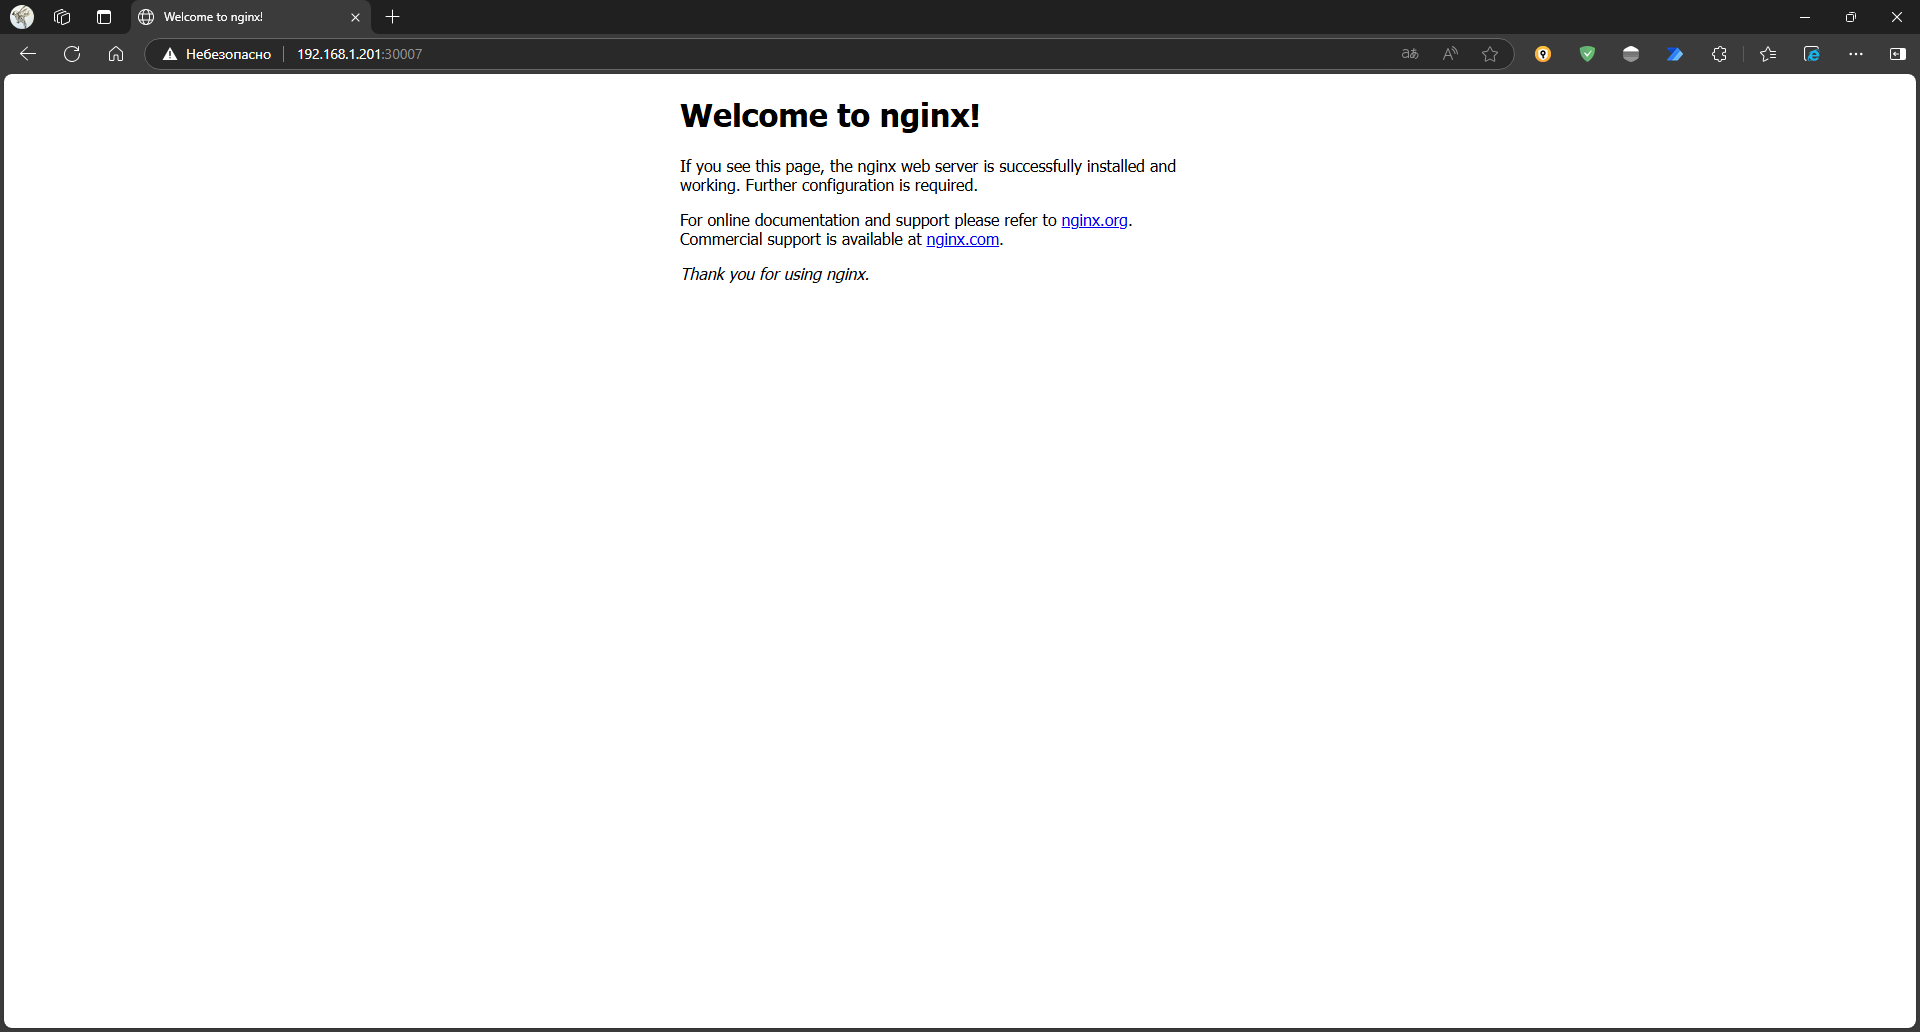 Welcome to nginx!
Небезопасно
192.168.1.201:30007
Welcome to nginx!
If you see this page, the nginx web server is successfully installed and
working. Further configuration is required.
For online documentation and support please refer to nginx.org.
Commercial support is available at nginx.com.
Thank you for using nginx.